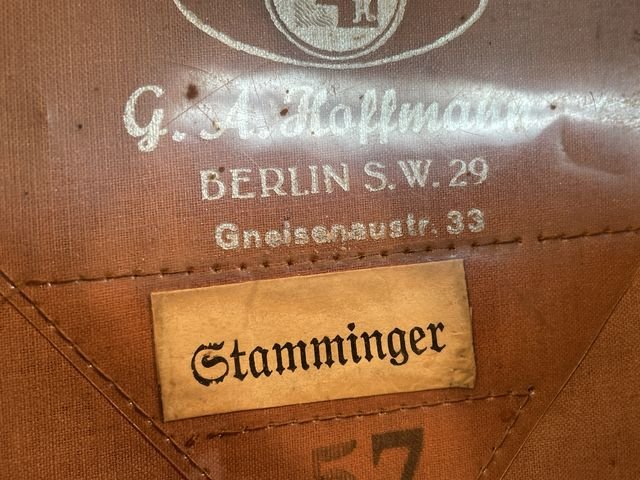 G. A. Hoffmann
BERLIN S.W. 29
Gneisenaustr. 33
Stamminger
57